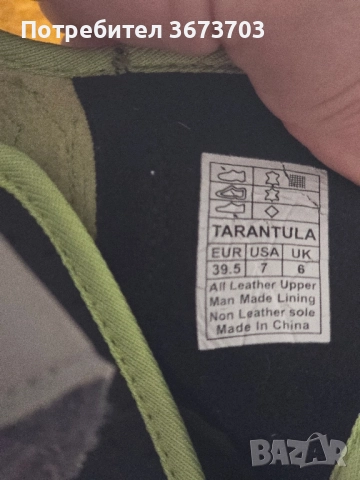 Потребител 3673703
TARANTULA
EUR USA UK
39.5 7 6
All Leather Upper
Man Made Lining
Non Leather sole
Made In China
BAZAR